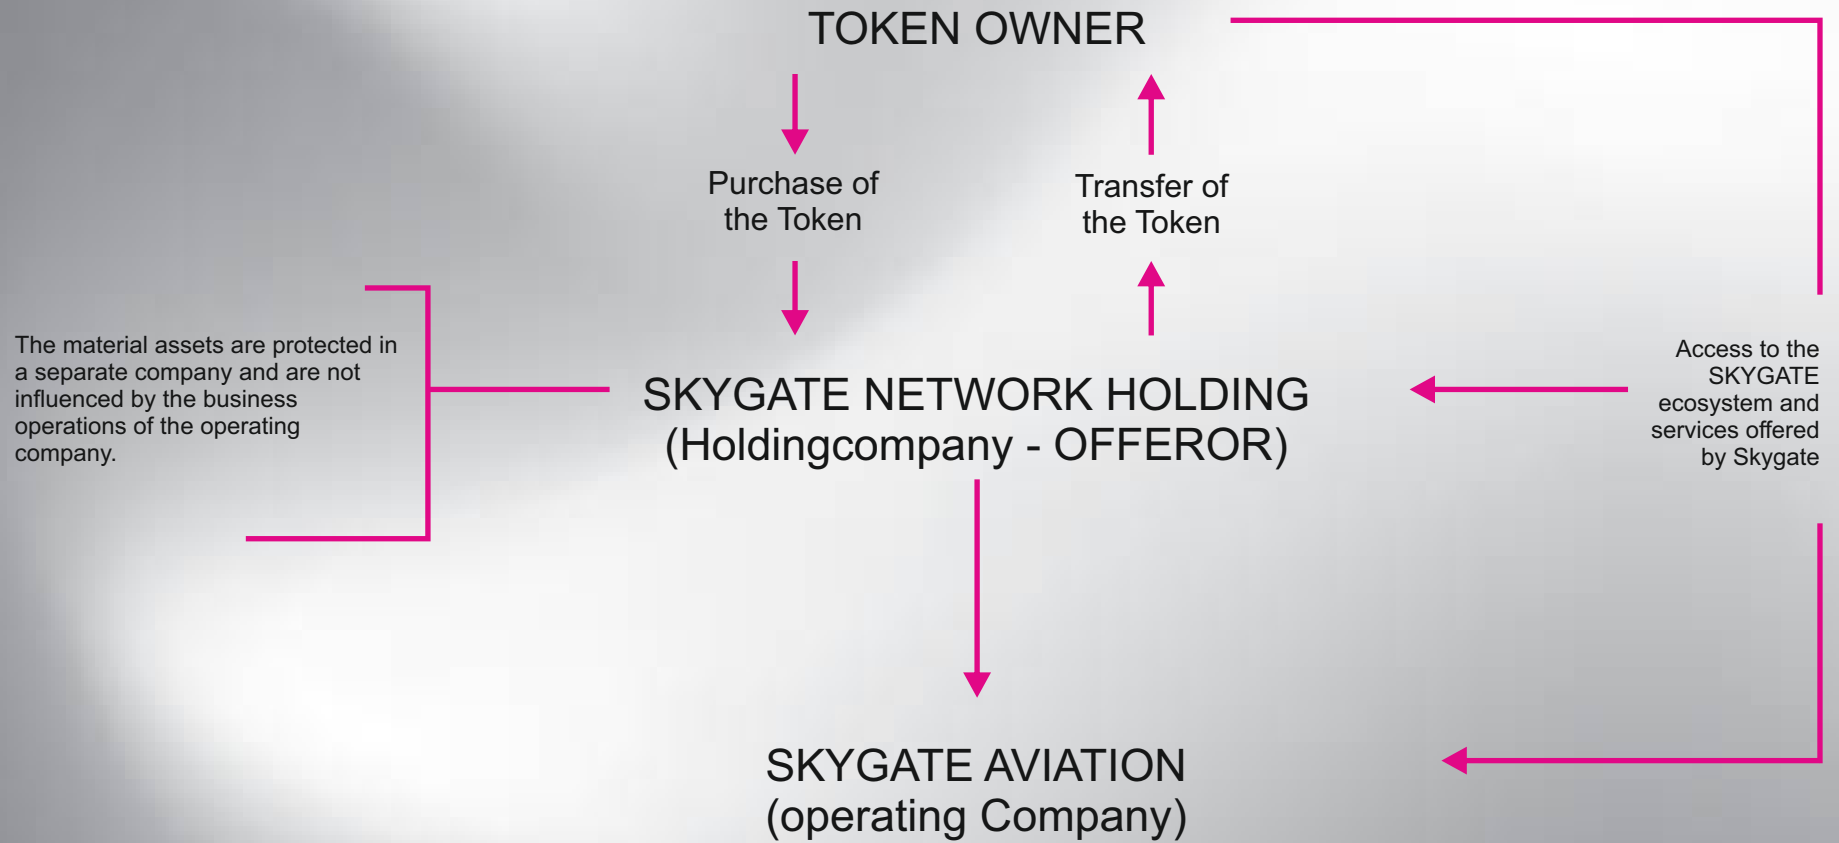 TOKEN OWNER
Purchase of
the Token
Transfer of
the Token
The material assets are protected in
a separate company and are not
influenced by the business
operations of the operating
company.
SKYGATE NETWORK HOLDING
(Holdingcompany - OFFEROR)
Access to the
SKYGATE
ecosystem and
services offered
by Skygate
SKYGATE AVIATION
(operating Company)